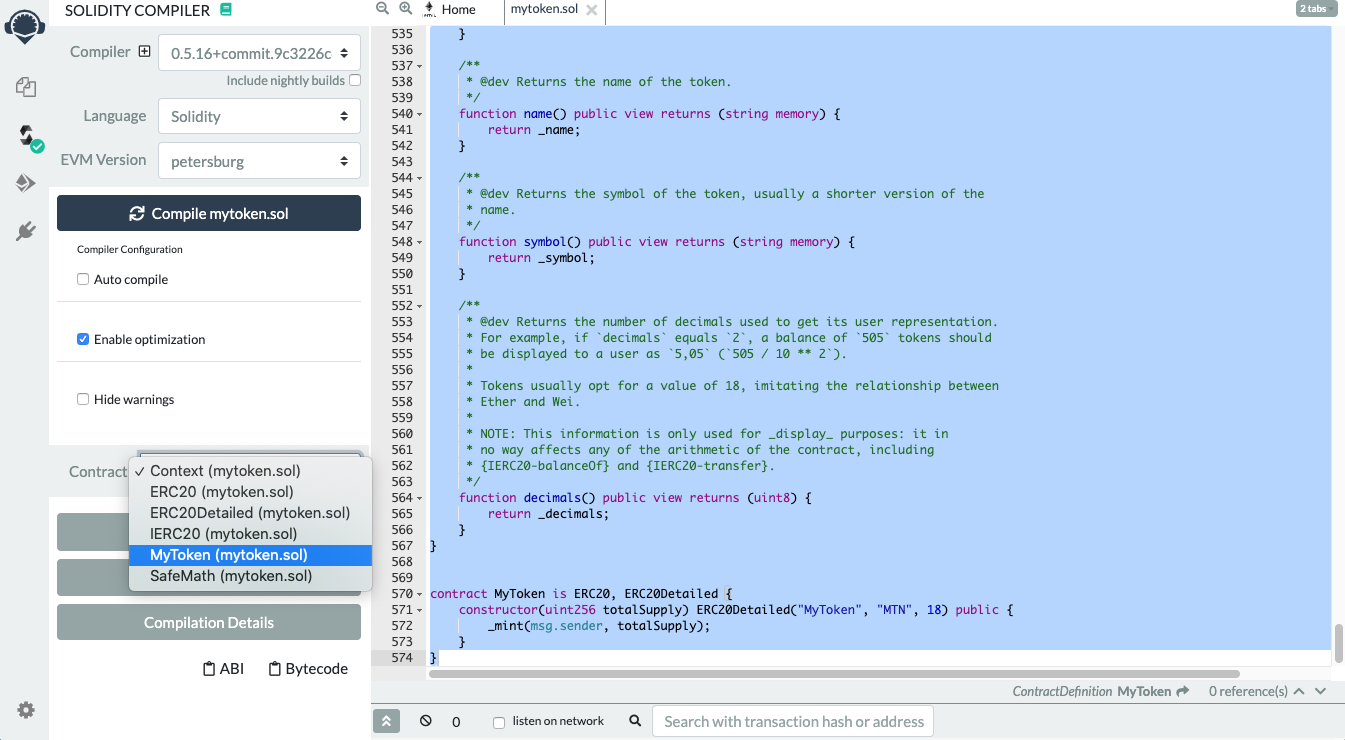 SOLIDITY COMPILER
Compiler
0.5.16+commit.9c3226c
Include nightly builds
Language
Solidity
EVM Version
petersburg
Compile mytoken.sol
Compiler Configuration
Auto compile
Enable optimization
Hide warnings
Contract
✓ Context (mytoken.sol)
ERC20 (mytoken.sol)
ERC20Detailed (mytoken.sol)
IERC20 (mytoken.sol)
MyToken (mytoken.sol)
SafeMath (mytoken.sol)
Compilation Details
ABI
Bytecode
Home
mytoken.sol
2 tabs
535     }
536
537     /**
538      * @dev Returns the name of the token.
539      */
540     function name() public view returns (string memory) {
541         return _name;
542     }
543
544     /**
545      * @dev Returns the symbol of the token, usually a shorter version of the
546      * name.
547      */
548     function symbol() public view returns (string memory) {
549         return _symbol;
550     }
551
552     /**
553      * @dev Returns the number of decimals used to get its user representation.
554      * For example, if `decimals` equals `2`, a balance of `505` tokens should
555      * be displayed to a user as `5,05` (`505 / 10 ** 2`).
556      *
557      * Tokens usually opt for a value of 18, imitating the relationship between
558      * Ether and Wei.
559      *
560      * NOTE: This information is only used for _display_ purposes: it in
561      * no way affects any of the arithmetic of the contract, including
562      * {IERC20-balanceOf} and {IERC20-transfer}.
563      */
564     function decimals() public view returns (uint8) {
565         return _decimals;
566     }
567 }
568
569
570 contract MyToken is ERC20, ERC20Detailed {
571     constructor(uint256 totalSupply) ERC20Detailed("MyToken", "MTN", 18) public {
572         _mint(msg.sender, totalSupply);
573     }
574 }
ContractDefinition MyToken 0 reference(s)
0
listen on network
Search with transaction hash or address